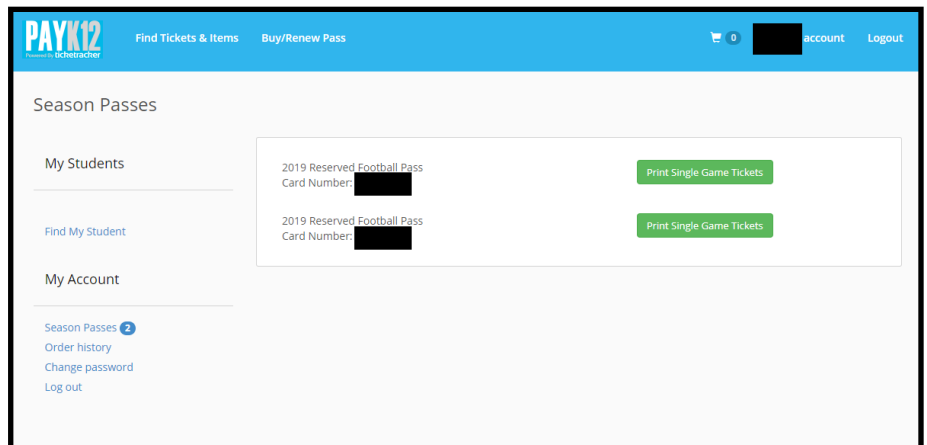 PAYK12
Powered By ticketracher
Find Tickets & Items
Buy/Renew Pass
0
account
Logout
Season Passes
My Students
Find My Student
My Account
Season Passes 2
Order history
Change password
Log out
2019 Reserved Football Pass
Card Number:
Print Single Game Tickets
2019 Reserved Football Pass
Card Number:
Print Single Game Tickets